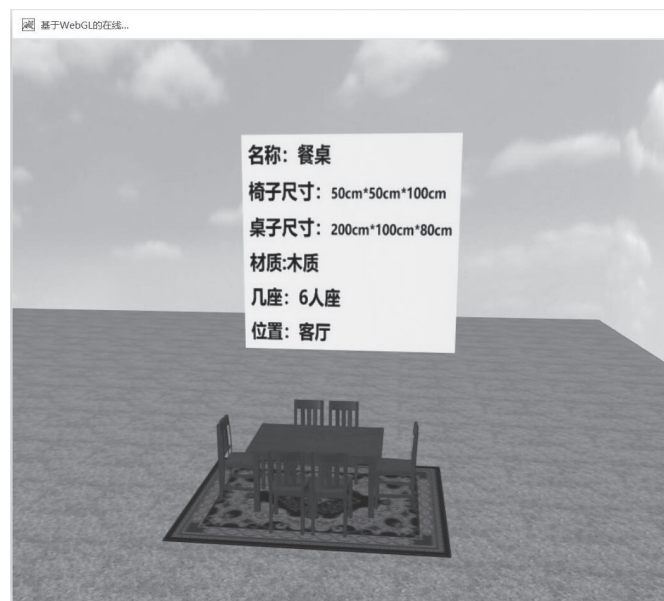 基于WebGL的在线...
名称：餐桌
椅子尺寸：50cm*50cm*100cm
桌子尺寸：200cm*100cm*80cm
材质:木质
几座：6人座
位置：客厅